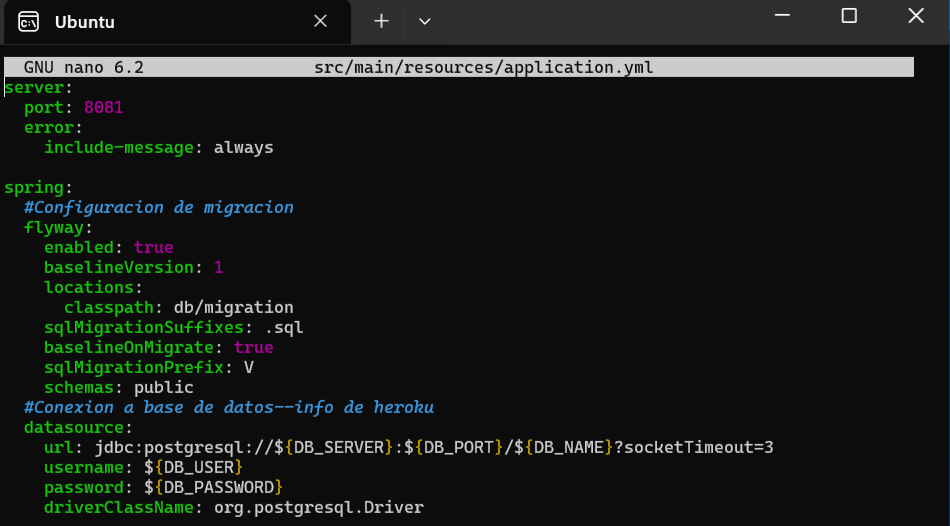 Ubuntu
GNU nano 6.2 src/main/resources/application.yml
server:
  port: 8081
  error:
    include-message: always
spring:
  #Configuracion de migracion
  flyway:
    enabled: true
    baselineVersion: 1
    locations:
      classpath: db/migration
    sqlMigrationSuffixes: .sql
    baselineOnMigrate: true
    sqlMigrationPrefix: V
    schemas: public
  #Conexion a base de datos--info de heroku
  datasource:
    url: jdbc:postgresql://${DB_SERVER}:${DB_PORT}/${DB_NAME}?socketTimeout=3
    username: ${DB_USER}
    password: ${DB_PASSWORD}
    driverClassName: org.postgresql.Driver